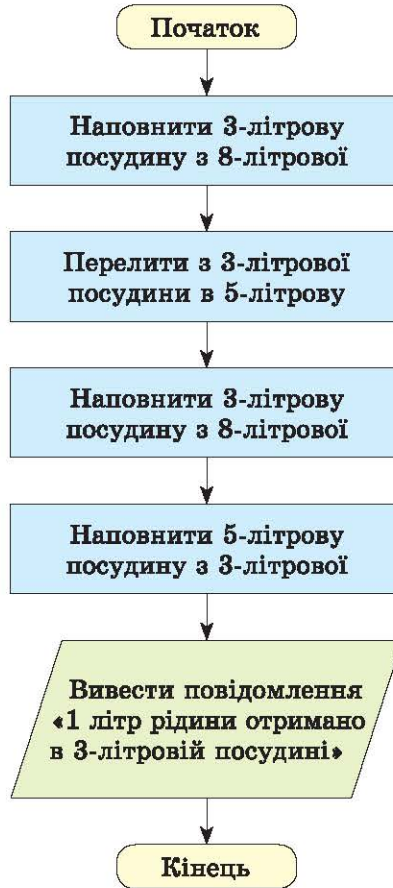 Початок
Наповнити 3-літрову
посудину з 8-літрової
Перелити з 3-літрової
посудини в 5-літрову
Наповнити 3-літрову
посудину з 8-літрової
Наповнити 5-літрову
посудину з 3-літрової
Вивести повідомлення
«1 літр рідини отримано
в 3-літровій посудині»
Кінець